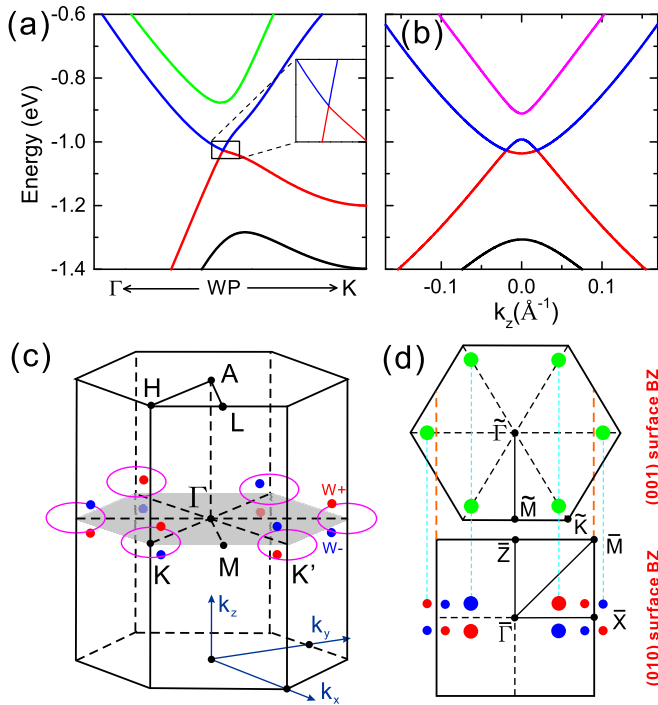 (a)
(b)
Energy (eV)
-0.6
-0.8
-1.0
-1.2
-1.4
Γ WP K
-0.1 0.0 0.1
k_z(Å⁻¹)
(c)
(d)
H A
L
Γ
W+
W-
K M K'
k_z
k_y
k_x
Γ̃
M̃ K̃
(001) surface BZ
Z̿ M̄
Γ̿ X̄
(010) surface BZ